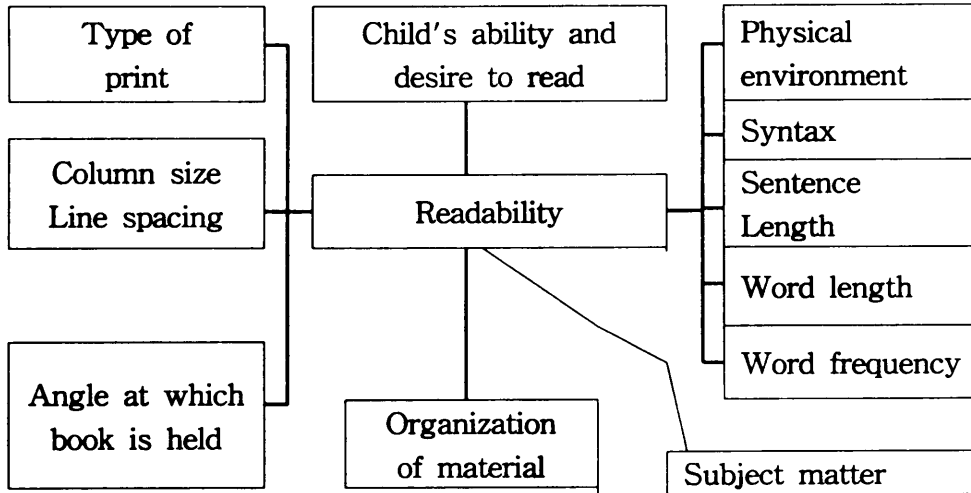 Type of
print
Child's ability and
desire to read
Physical
environment
Syntax
Column size
Line spacing
Readability
Sentence
Length
Word length
Word frequency
Angle at which
book is held
Organization
of material
Subject matter